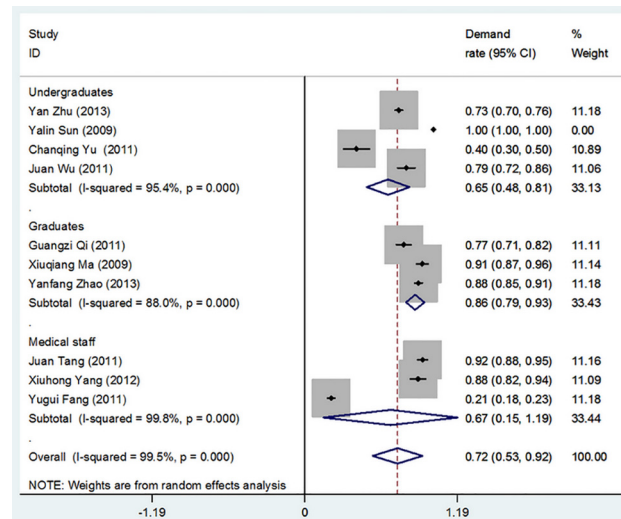 Study Demand %
ID rate (95% CI) Weight
Undergraduates
Yan Zhu (2013) 0.73 (0.70, 0.76) 11.18
Yalin Sun (2009) 1.00 (1.00, 1.00) 0.00
Chanqing Yu (2011) 0.40 (0.30, 0.50) 10.89
Juan Wu (2011) 0.79 (0.72, 0.86) 11.06
Subtotal (I-squared = 95.4%, p = 0.000) 0.65 (0.48, 0.81) 33.13
.
Graduates
Guangzi Qi (2011) 0.77 (0.71, 0.82) 11.11
Xiuqiang Ma (2009) 0.91 (0.87, 0.96) 11.14
Yanfang Zhao (2013) 0.88 (0.85, 0.91) 11.18
Subtotal (I-squared = 88.0%, p = 0.000) 0.86 (0.79, 0.93) 33.43
.
Medical staff
Juan Tang (2011) 0.92 (0.88, 0.95) 11.16
Xiuhong Yang (2012) 0.88 (0.82, 0.94) 11.09
Yugui Fang (2011) 0.21 (0.18, 0.23) 11.18
Subtotal (I-squared = 99.8%, p = 0.000) 0.67 (0.15, 1.19) 33.44
.
Overall (I-squared = 99.5%, p = 0.000) 0.72 (0.53, 0.92) 100.00
NOTE: Weights are from random effects analysis
-1.19 0 1.19